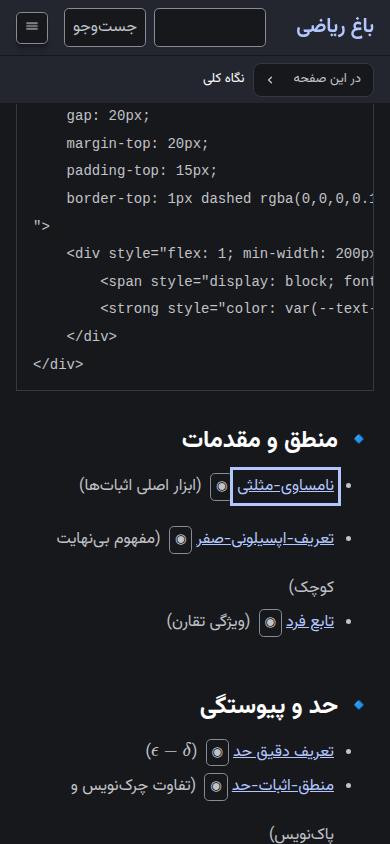 باغ ریاضی
جست‌وجو
در این صفحه
نگاه کلی
gap: 20px;
margin-top: 20px;
padding-top: 15px;
border-top: 1px dashed rgba(0,0,0,0.1
">
<div style="flex: 1; min-width: 200px
<span style="display: block; font
<strong style="color: var(--text-
</div>
</div>
منطق و مقدمات
نامساوی-مثلثی (ابزار اصلی اثبات‌ها)
تعریف-اپسیلونی-صفر (مفهوم بی‌نهایت
کوچک)
تابع فرد (ویژگی تقارن)
حد و پیوستگی
تعریف دقیق حد (ϵ − δ)
منطق-اثبات-حد (تفاوت چرک‌نویس و
پاک‌نویس)